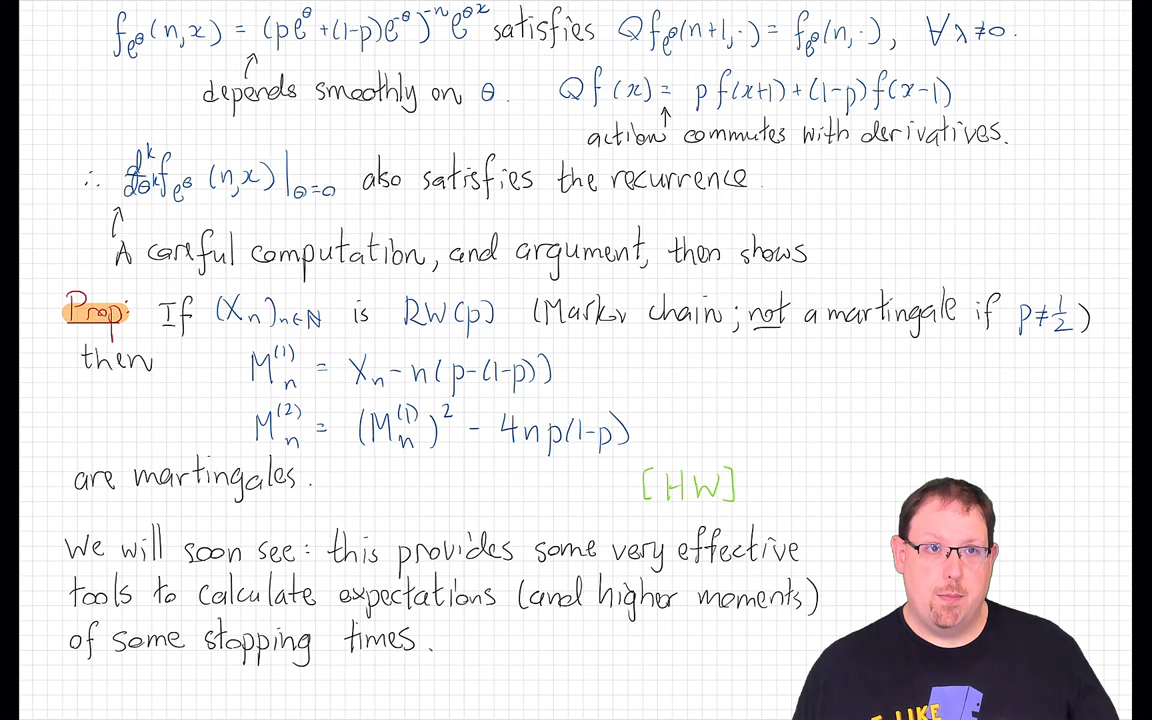 f_{e^θ}(n,x) = (pe^θ+(1-p)e^{-θ})^{-n}e^{θx} satisfies Qf_{e^θ}(n+1,·) = f_{e^θ}(n,·), ∀ λ≠0.
↑
depends smoothly on θ. Qf(x) = p f(x+1)+(1-p)f(x-1)
↑
action commutes with derivatives.
∴ d^k/dθ^k f_{e^θ}(n,x)|_{θ=0} also satisfies the recurrence.
↑
A careful computation, and argument, then shows
Prop: If (X_n)_{n∈ℕ} is RW(p) (Markov chain; not a martingale if p≠½)
then M_n^{(1)} = X_n - n(p-(1-p))
M_n^{(2)} = (M_n^{(1)})^2 - 4np(1-p)
are martingales. [HW]
We will soon see: this provides some very effective
tools to calculate expectations (and higher moments)
of some stopping times.
LIKE